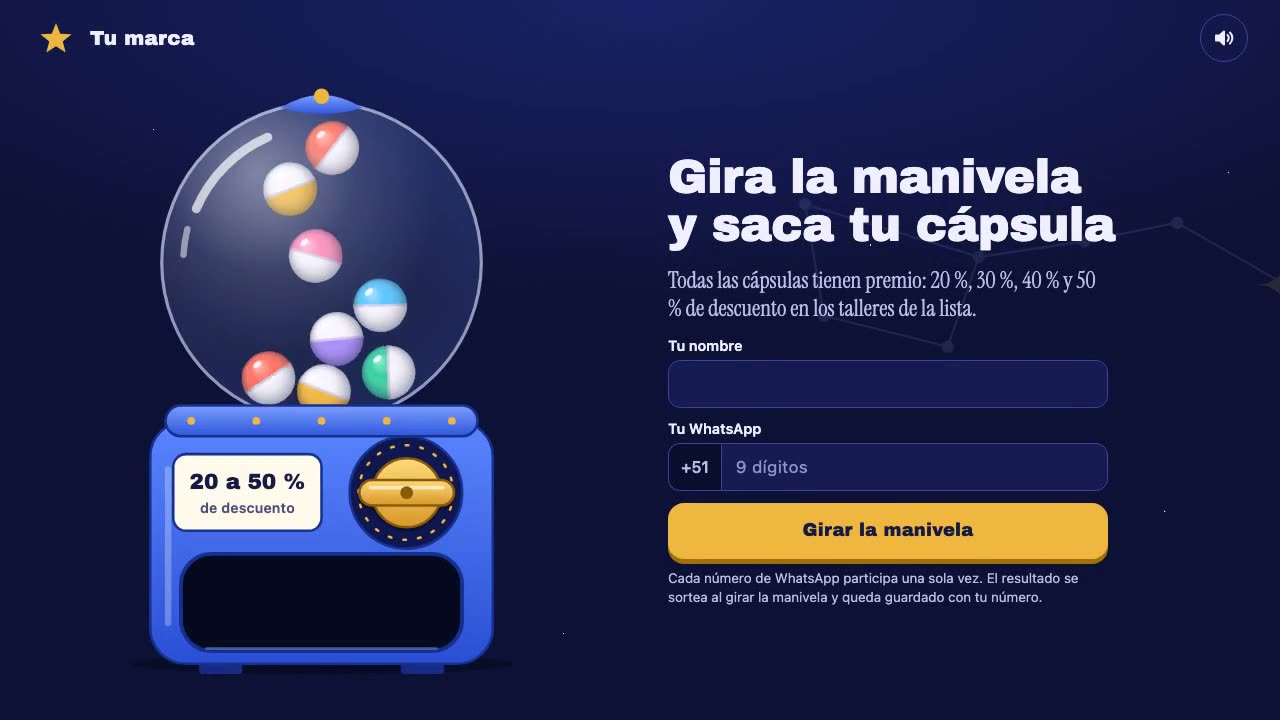 Tu marca
Gira la manivela
y saca tu cápsula
Todas las cápsulas tienen premio: 20 %, 30 %, 40 % y 50
% de descuento en los talleres de la lista.
Tu nombre
Tu WhatsApp
+51 9 dígitos
Girar la manivela
Cada número de WhatsApp participa una sola vez. El resultado se
sortea al girar la manivela y queda guardado con tu número.
20 a 50 %
de descuento